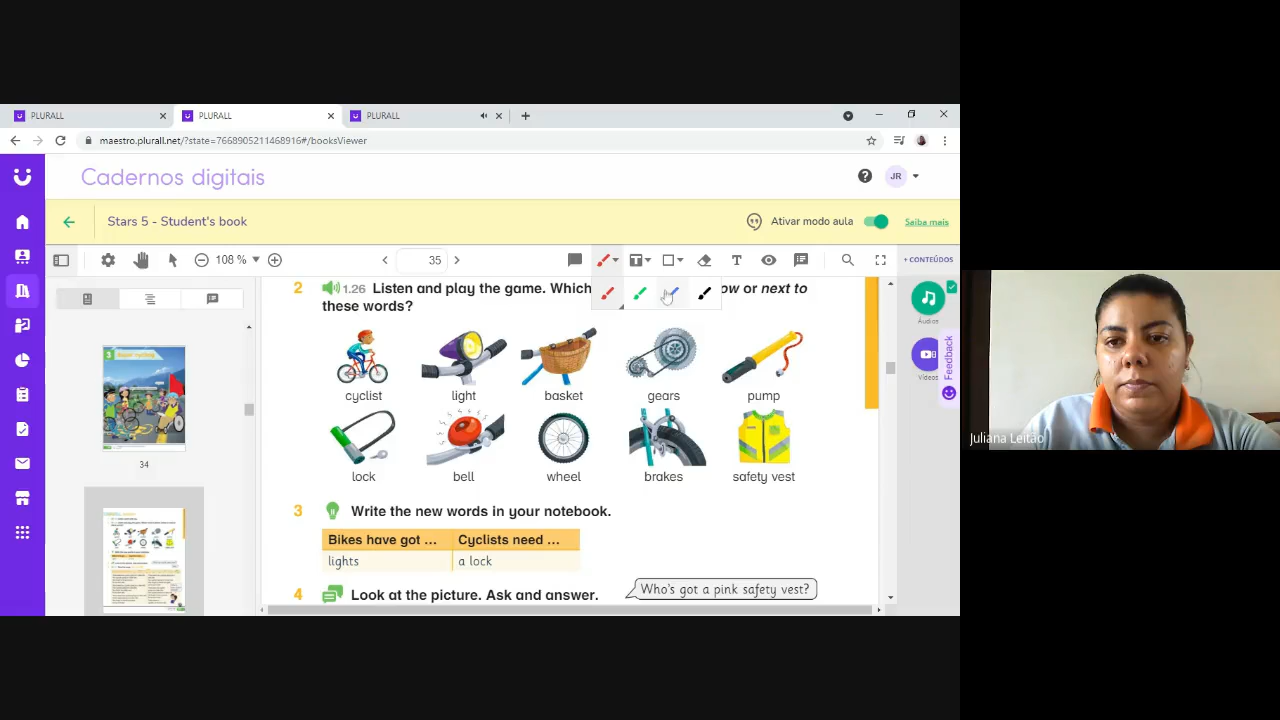 PLURALL
PLURALL
PLURALL
maestro.plurall.net/?state=7668905211468916#/booksViewer
Cadernos digitais
JR
Stars 5 - Student's book
Ativar modo aula
Saiba mais
108 %
35
+ CONTEÚDOS
2 1.26 Listen and play the game. Which ow or next to
these words?
cyclist light basket gears pump
lock bell wheel brakes safety vest
3 Write the new words in your notebook.
Bikes have got ... Cyclists need ...
lights a lock
4 Look at the picture. Ask and answer.
Who's got a pink safety vest?
34
Áudios
Vídeos
Feedback
Juliana Leitão